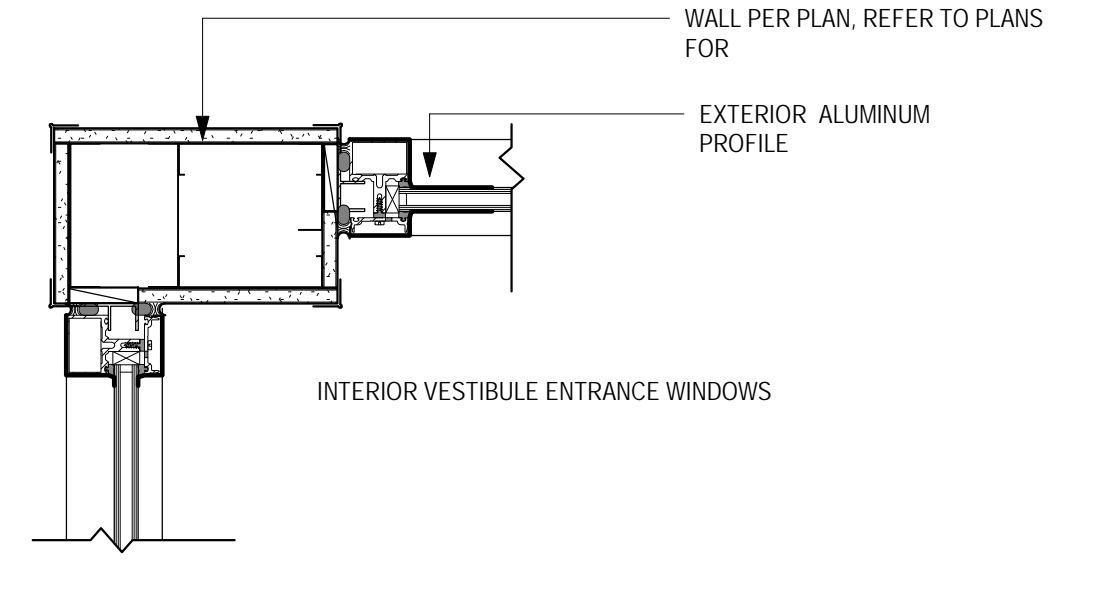 WALL PER PLAN, REFER TO PLANS
FOR
EXTERIOR ALUMINUM
PROFILE
INTERIOR VESTIBULE ENTRANCE WINDOWS